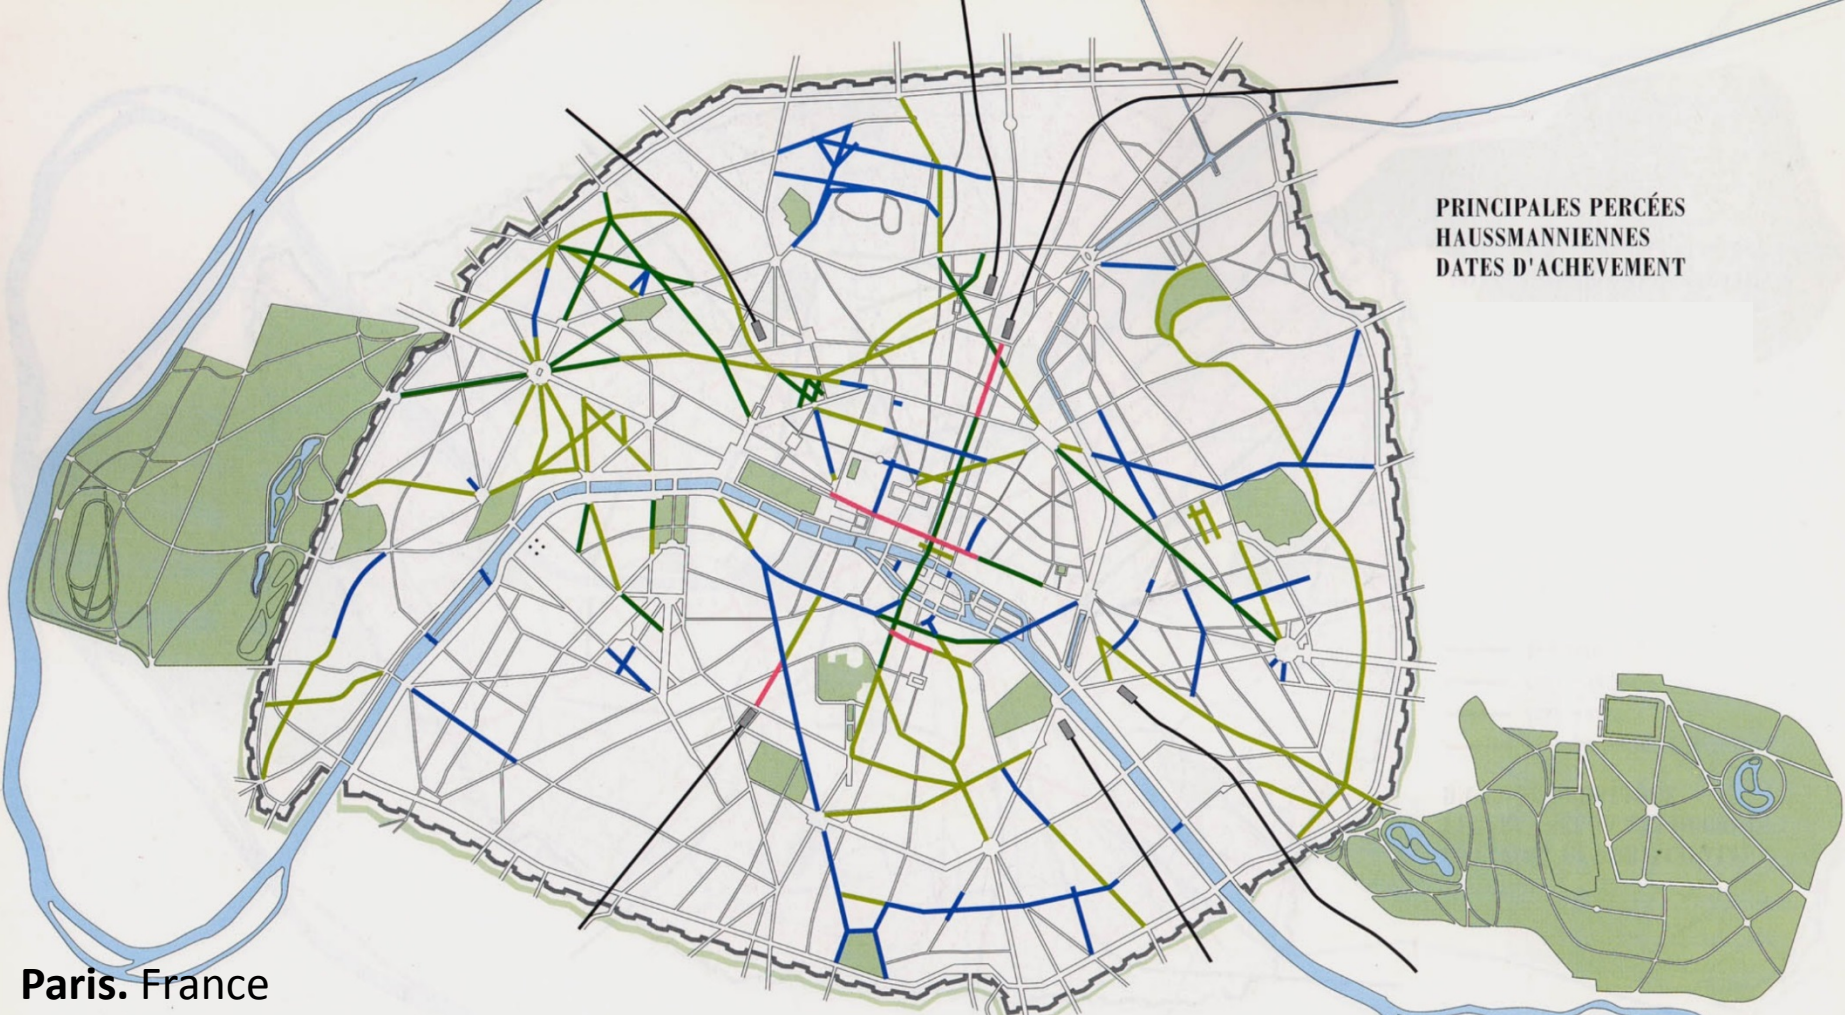 PRINCIPALES PERCÉES
HAUSSMANNIENNES
DATES D'ACHEVEMENT
Paris. France